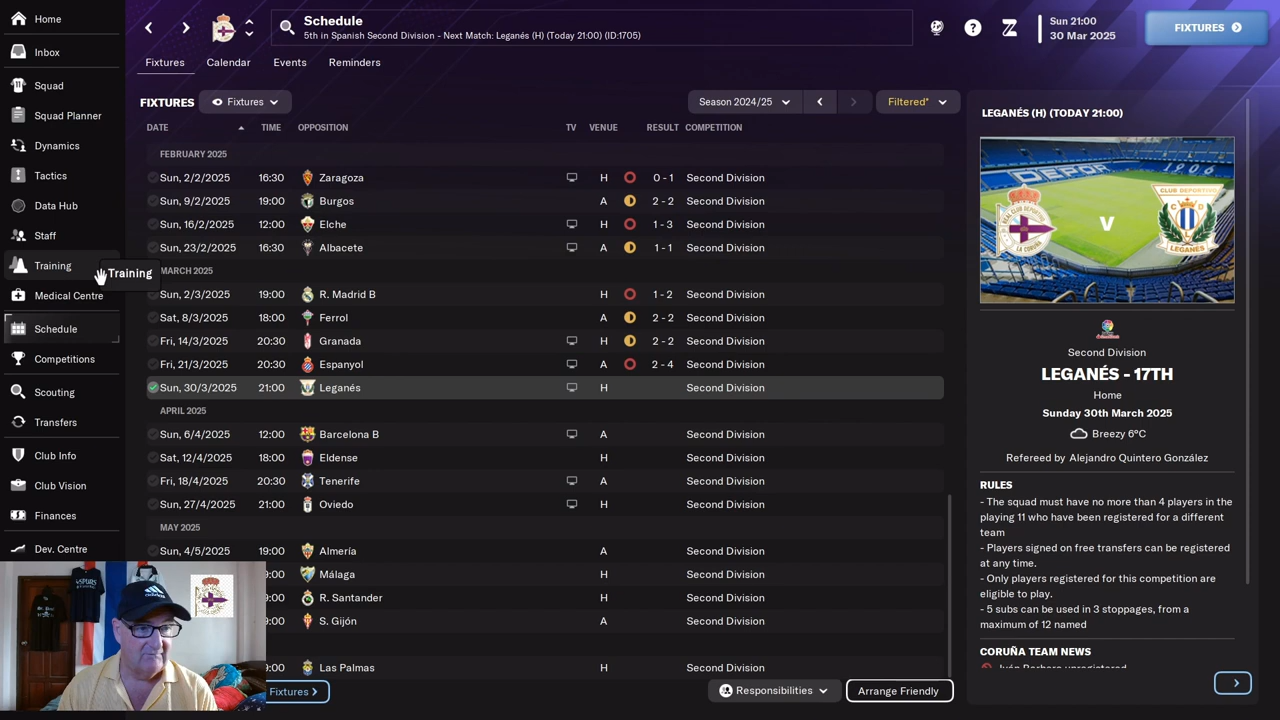 Home
Inbox
Squad
Squad Planner
Dynamics
Tactics
Data Hub
Staff
Training
Training
Medical Centre
Schedule
Competitions
Scouting
Transfers
Club Info
Club Vision
Finances
Dev. Centre
Schedule
5th in Spanish Second Division - Next Match: Leganés (H) (Today 21:00) (ID:1705)
Sun 21:00
30 Mar 2025
FIXTURES
Fixtures Calendar Events Reminders
FIXTURES Fixtures Season 2024/25 Filtered*
DATE TIME OPPOSITION TV VENUE RESULT COMPETITION
FEBRUARY 2025
Sun, 2/2/2025 16:30 Zaragoza H 0 - 1 Second Division
Sun, 9/2/2025 19:00 Burgos A 2 - 2 Second Division
Sun, 16/2/2025 12:00 Elche H 1 - 3 Second Division
Sun, 23/2/2025 16:30 Albacete A 1 - 1 Second Division
MARCH 2025
Sun, 2/3/2025 19:00 R. Madrid B H 1 - 2 Second Division
Sat, 8/3/2025 18:00 Ferrol A 2 - 2 Second Division
Fri, 14/3/2025 20:30 Granada H 2 - 2 Second Division
Fri, 21/3/2025 20:30 Espanyol A 2 - 4 Second Division
Sun, 30/3/2025 21:00 Leganés H Second Division
APRIL 2025
Sun, 6/4/2025 12:00 Barcelona B A Second Division
Sat, 12/4/2025 18:00 Eldense H Second Division
Fri, 18/4/2025 20:30 Tenerife A Second Division
Sun, 27/4/2025 21:00 Oviedo H Second Division
MAY 2025
Sun, 4/5/2025 19:00 Almería A Second Division
9:00 Málaga H Second Division
9:00 R. Santander H Second Division
9:00 S. Gijón A Second Division
9:00 Las Palmas H Second Division
Fixtures
Responsibilities
Arrange Friendly
LEGANÉS (H) (TODAY 21:00)
DEPOR
V
Second Division
LEGANÉS - 17TH
Home
Sunday 30th March 2025
Breezy 6°C
Refereed by Alejandro Quintero González
RULES
- The squad must have no more than 4 players in the
playing 11 who have been registered for a different
team
- Players signed on free transfers can be registered
at any time.
- Only players registered for this competition are
eligible to play.
- 5 subs can be used in 3 stoppages, from a
maximum of 12 named
CORUÑA TEAM NEWS